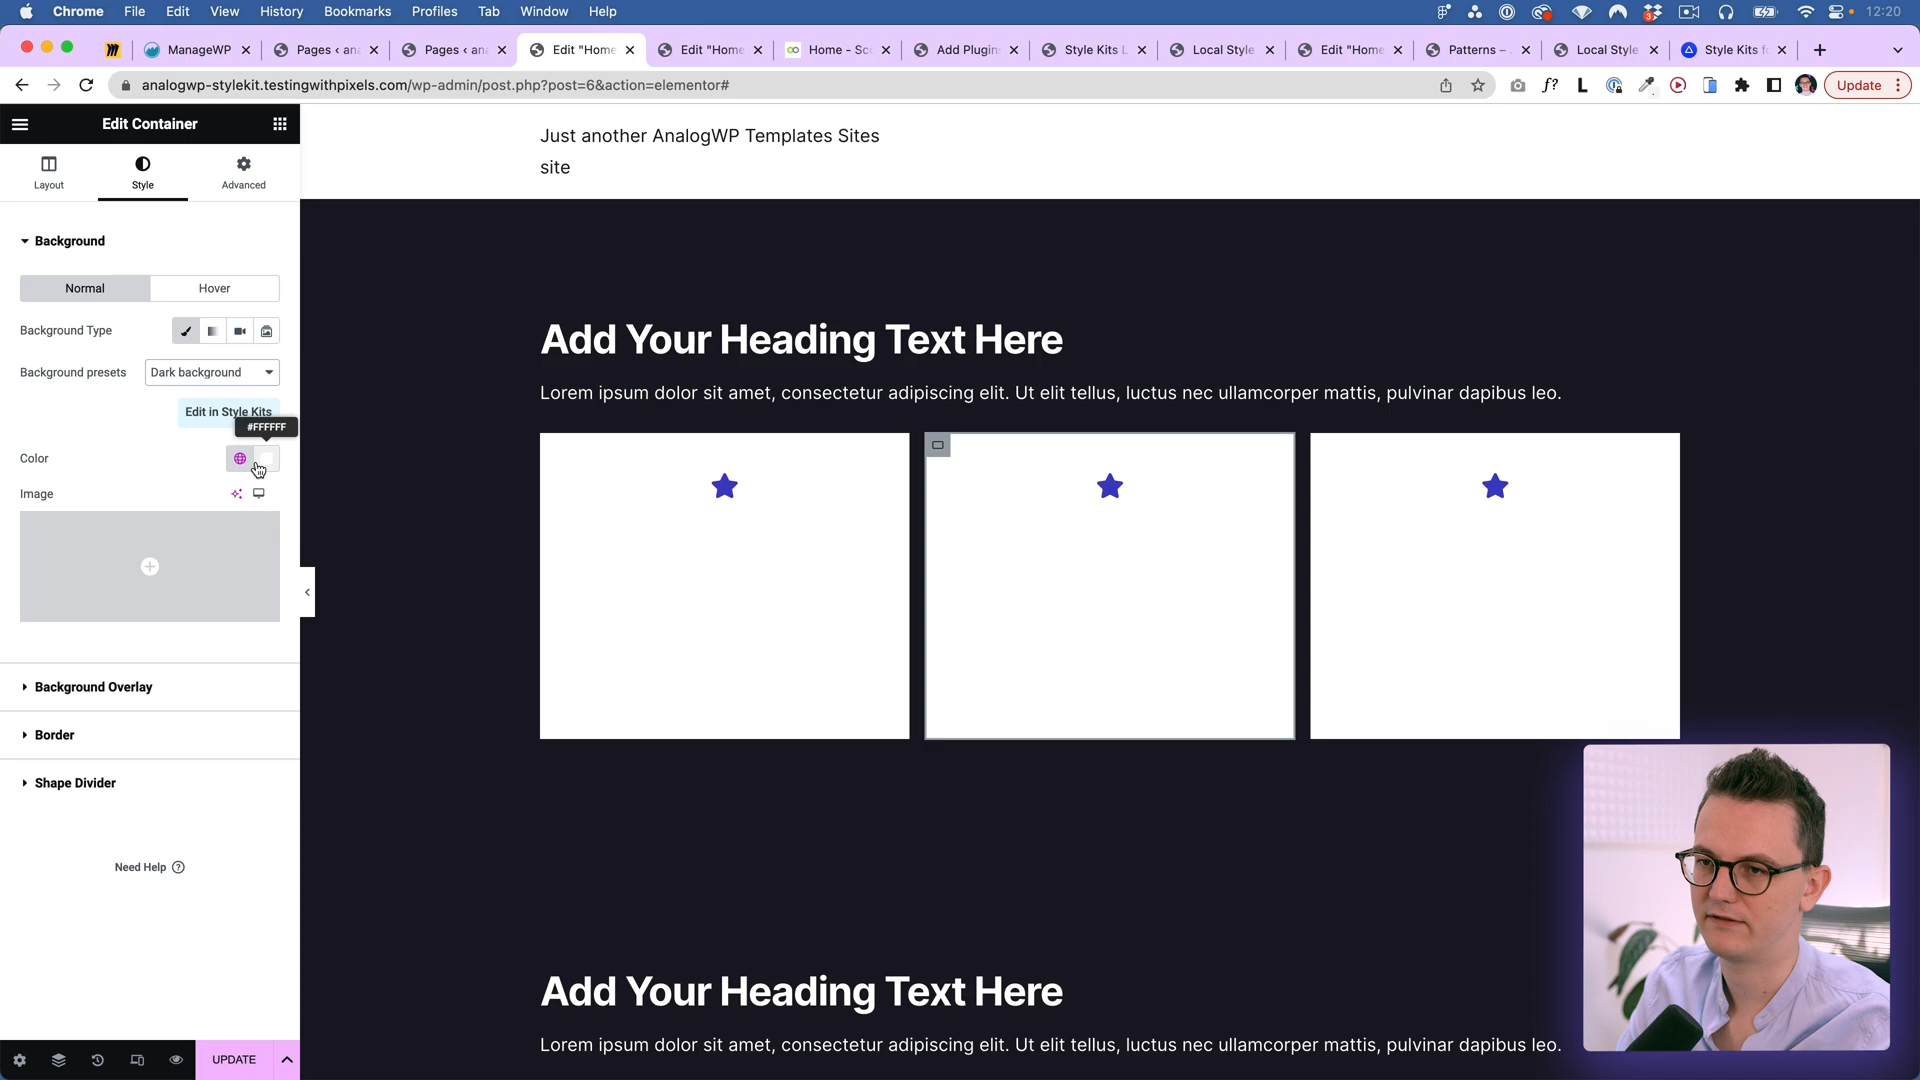 Chrome File Edit View History Bookmarks Profiles Tab Window Help 3 12:20
ManageWP Pages ‹ ana Pages ‹ ana Edit "Home Edit "Home Home - Sc Add Plugin Style Kits L Local Style Edit "Home Patterns – Local Style Style Kits f
analogwp-stylekit.testingwithpixels.com/wp-admin/post.php?post=6&action=elementor# f? L Update
Edit Container
Layout Style Advanced
Background
Normal Hover
Background Type
Background presets Dark background
Edit in Style Kits
#FFFFFF
Color
Image
Background Overlay
Border
Shape Divider
Need Help
UPDATE
Just another AnalogWP Templates Sites
site
Add Your Heading Text Here
Lorem ipsum dolor sit amet, consectetur adipiscing elit. Ut elit tellus, luctus nec ullamcorper mattis, pulvinar dapibus leo.
Add Your Heading Text Here
Lorem ipsum dolor sit amet, consectetur adipiscing elit. Ut elit tellus, luctus nec ullamcorper mattis, pulvinar dapibus leo.